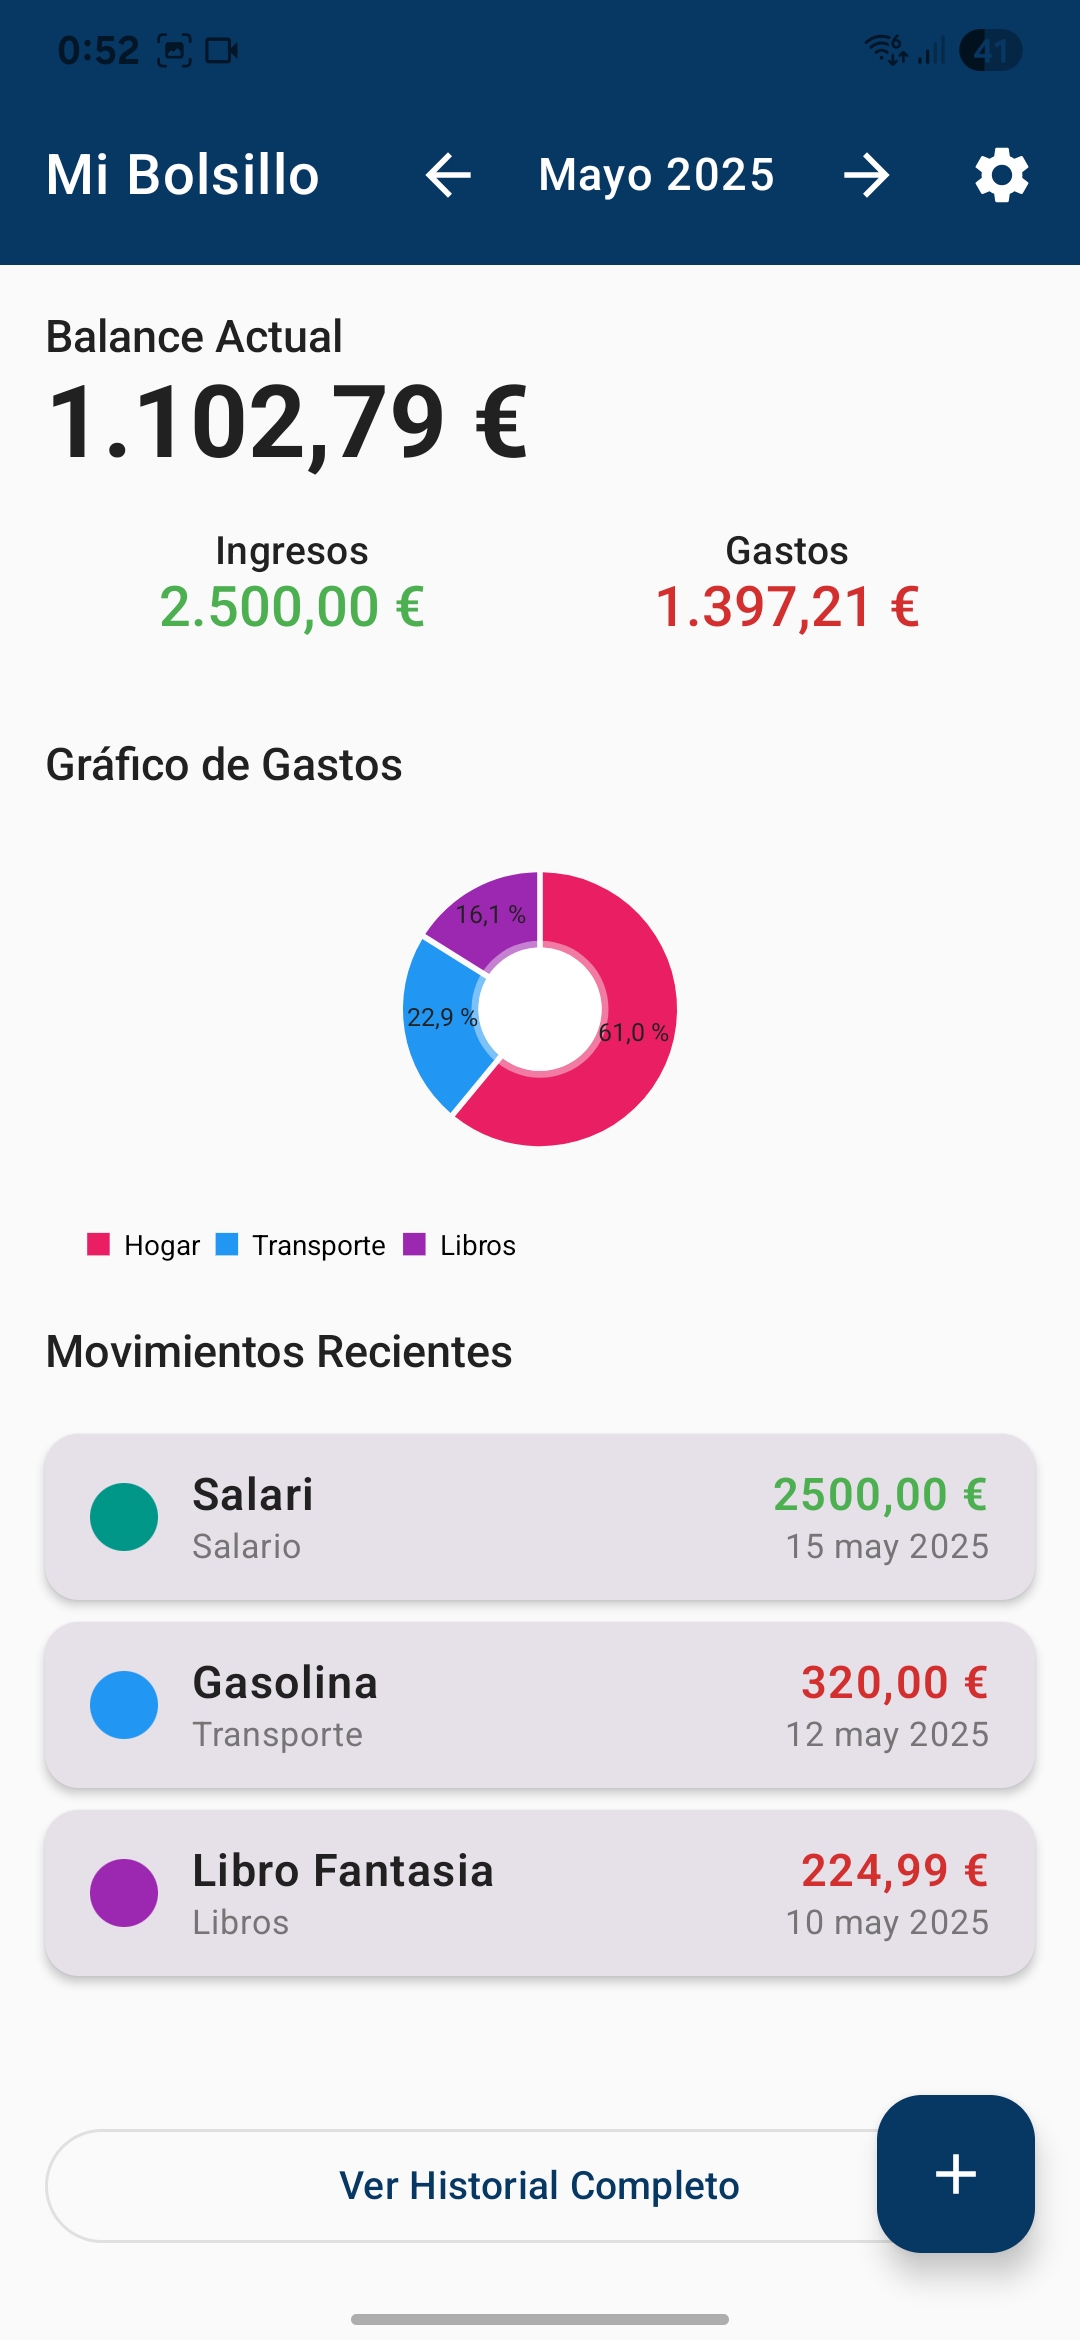 0:52
6
41
Mi Bolsillo
Mayo 2025
Balance Actual
1.102,79 €
Ingresos
Gastos
2.500,00 €
1.397,21 €
Gráfico de Gastos
16,1 %
22,9 %
61,0 %
Hogar
Transporte
Libros
Movimientos Recientes
Salari
2500,00 €
Salario
15 may 2025
Gasolina
320,00 €
Transporte
12 may 2025
Libro Fantasia
224,99 €
Libros
10 may 2025
Ver Historial Completo